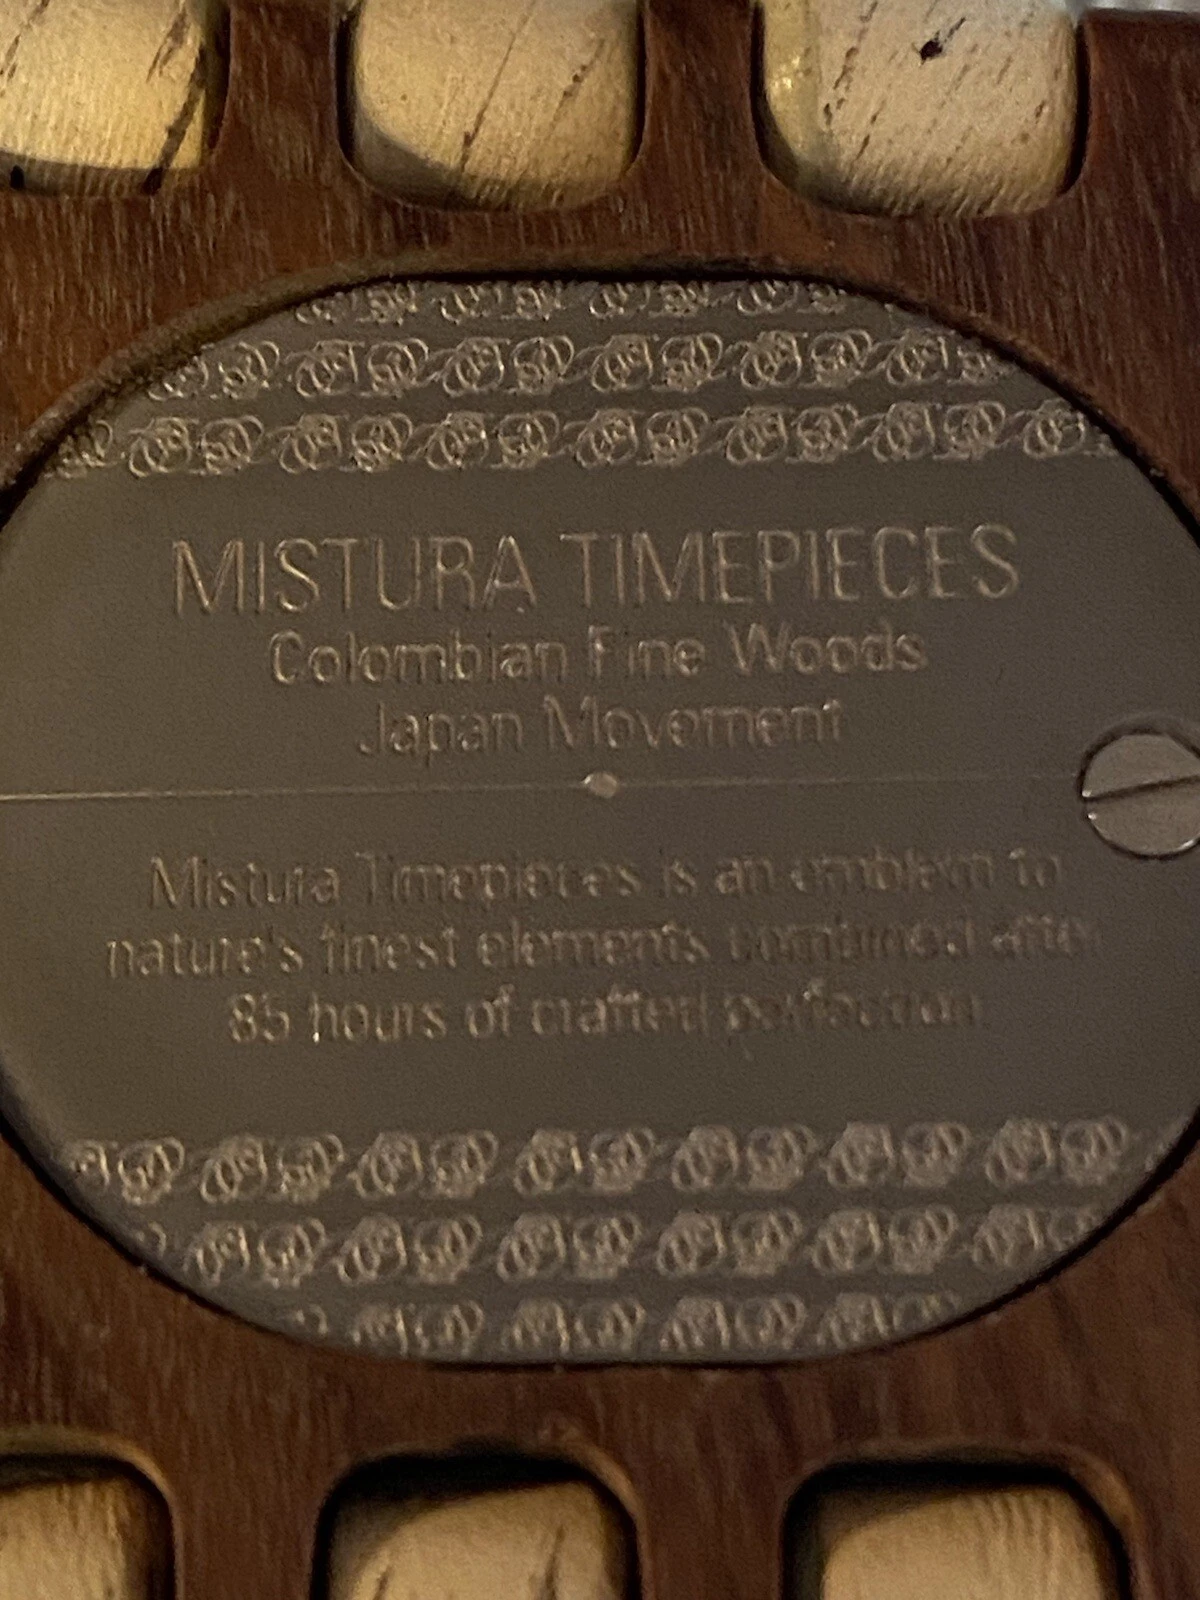 MISTURA TIMEPIECES
Colombian Fine Woods
Japan Movement
Mistura Timepieces is an emblem to
nature's finest elements combined after
85 hours of crafted perfection.